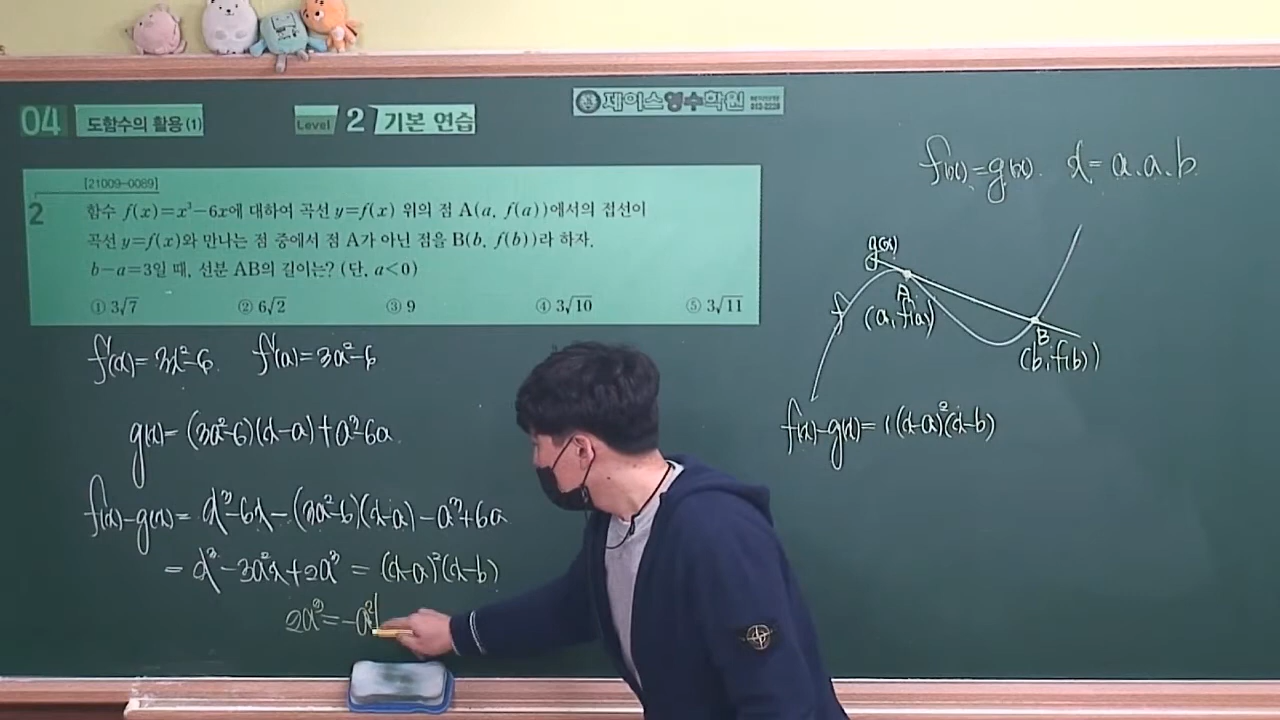 04 도함수의 활용(1)
Level 2 기본 연습
제이스영수학원
[21009-0089]
2
함수 f(x)=x³-6x에 대하여 곡선 y=f(x) 위의 점 A(a, f(a))에서의 접선이
곡선 y=f(x)와 만나는 점 중에서 점 A가 아닌 점을 B(b, f(b))라 하자.
b-a=3일 때, 선분 AB의 길이는? (단, a<0)
① 3√7 ② 6√2 ③ 9 ④ 3√10 ⑤ 3√11
f'(x)=3x²-6 f'(a)=3a²-6
g(x)=(3a²-6)(x-a)+a³-6a
f(x)-g(x)=x³-6x-(3a²-6)(x-a)-a³+6a
=x³-3a²x+2a³=(x-a)²(x-b)
2a³=-a²
f(x)=g(x) x=a.a.b
g(x)
f
A
(a, f(a))
B
(b, f(b))
f(x)-g(x)=1(x-a)²(x-b)